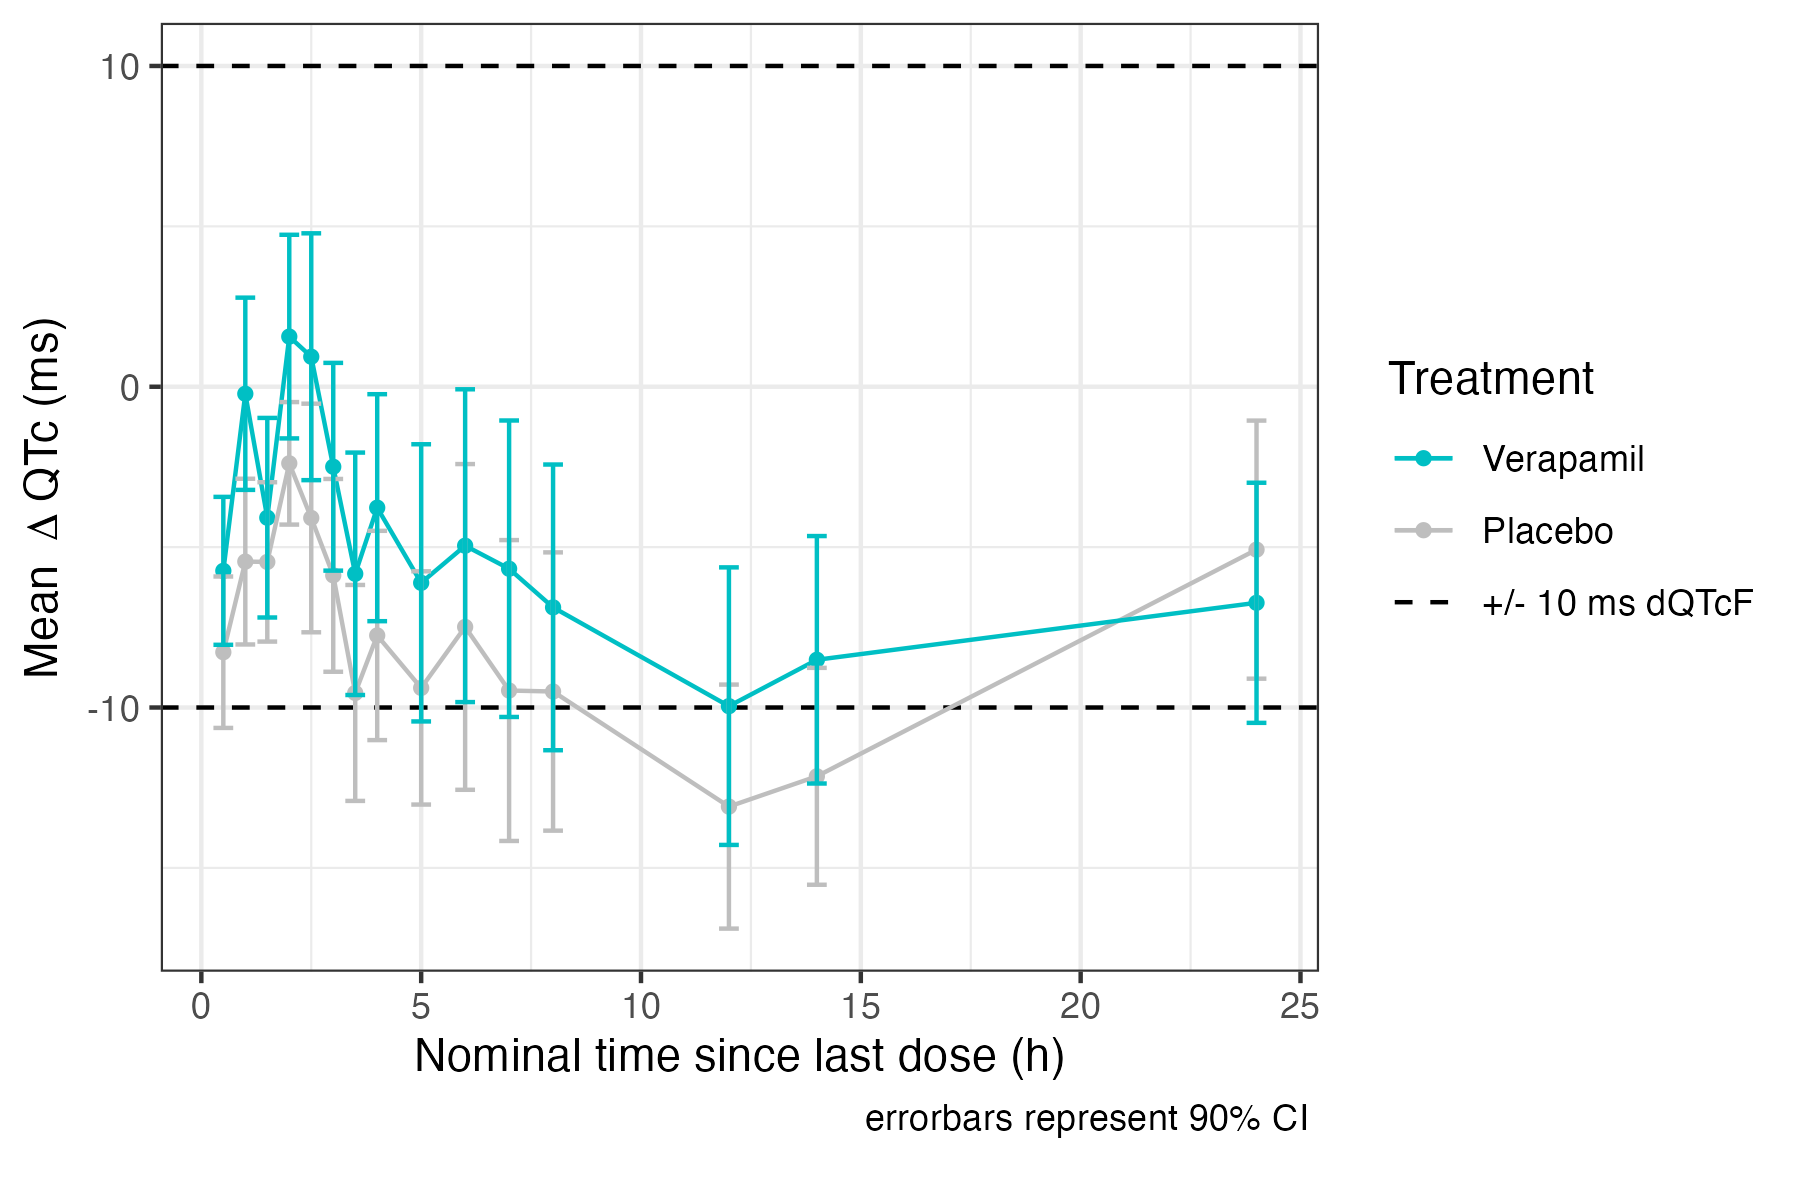 10
0
-10
Mean Δ QTc (ms)
0
5
10
15
20
25
Nominal time since last dose (h)
errorbars represent 90% CI
Treatment
Verapamil
Placebo
+/- 10 ms dQTcF